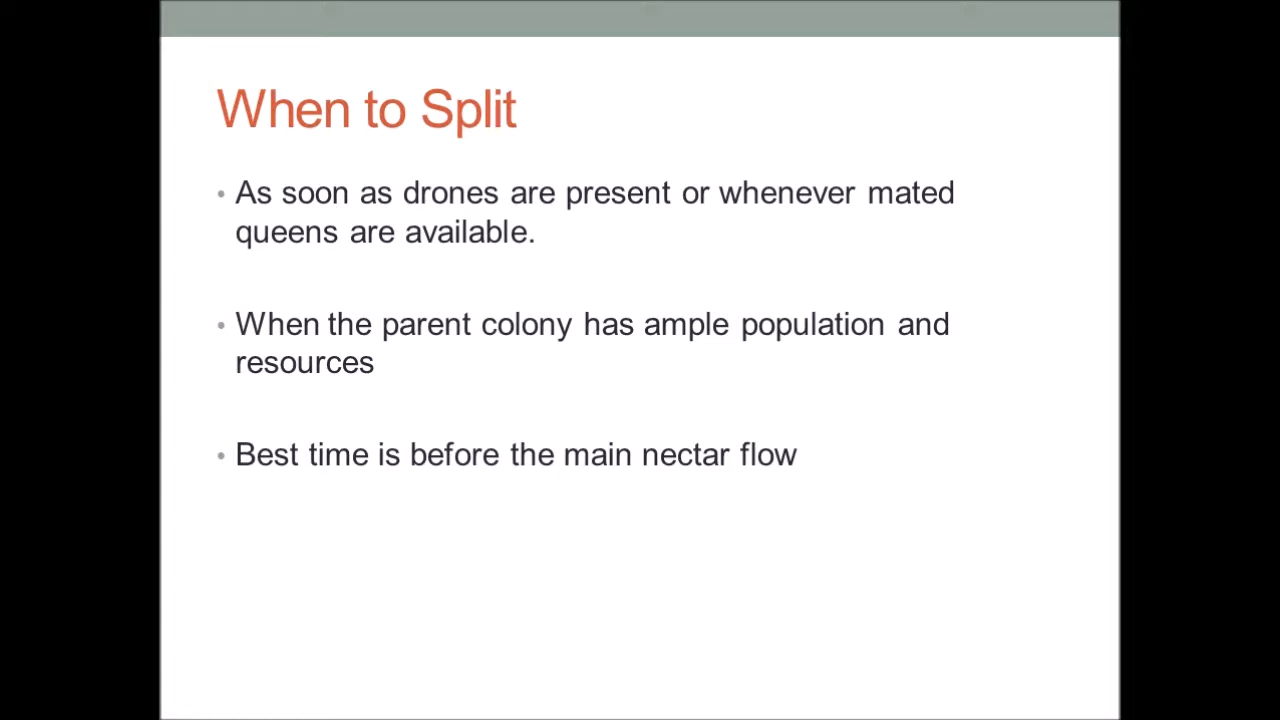 When to Split
• As soon as drones are present or whenever mated
queens are available.
• When the parent colony has ample population and
resources
• Best time is before the main nectar flow